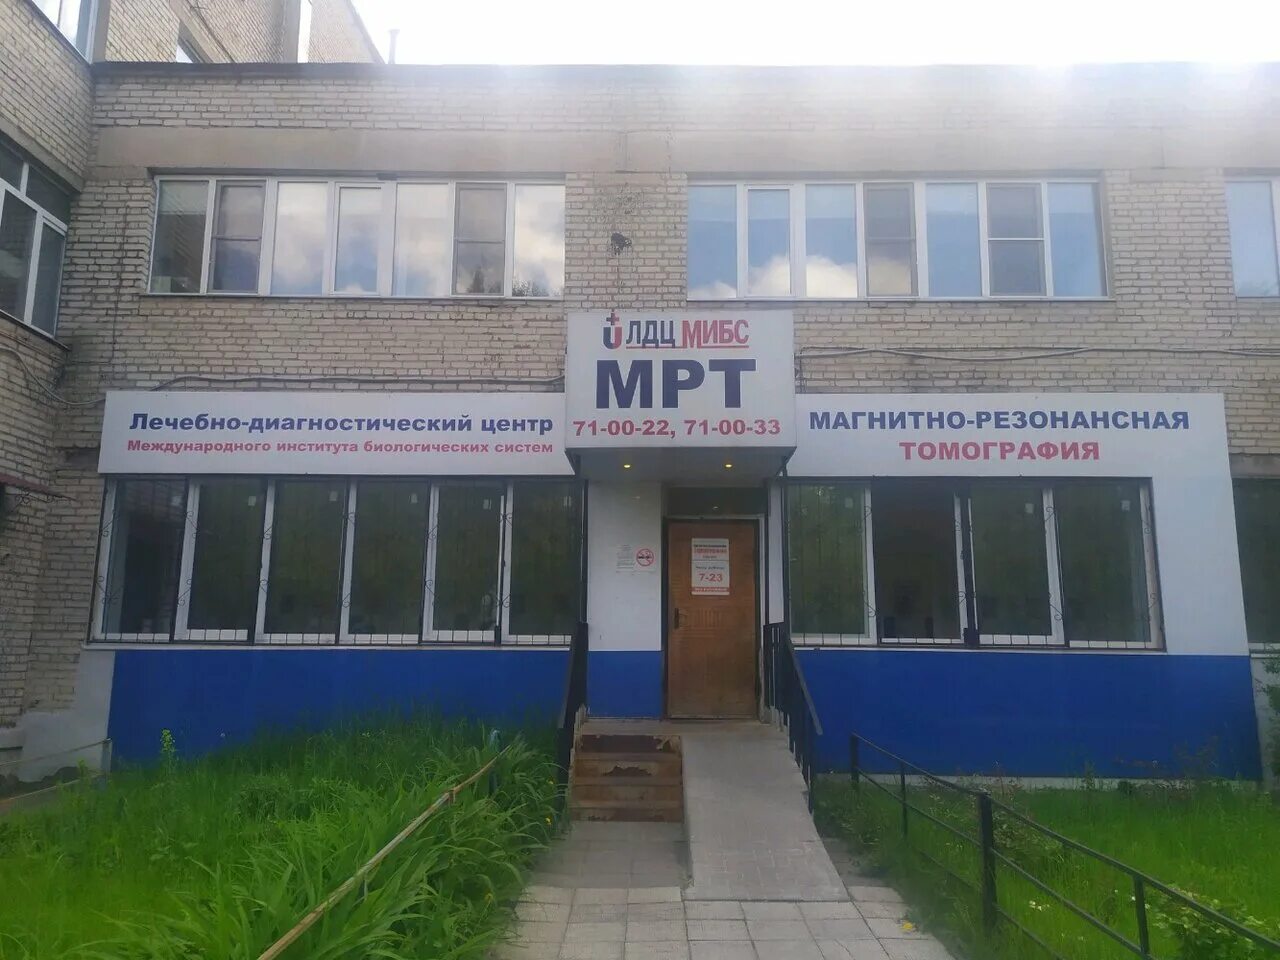 ЛДЦ МИБС
МРТ
71-00-22, 71-00-33
Лечебно-диагностический центр
Международного института биологических систем
МАГНИТНО-РЕЗОНАНСНАЯ
ТОМОГРАФИЯ
7-23